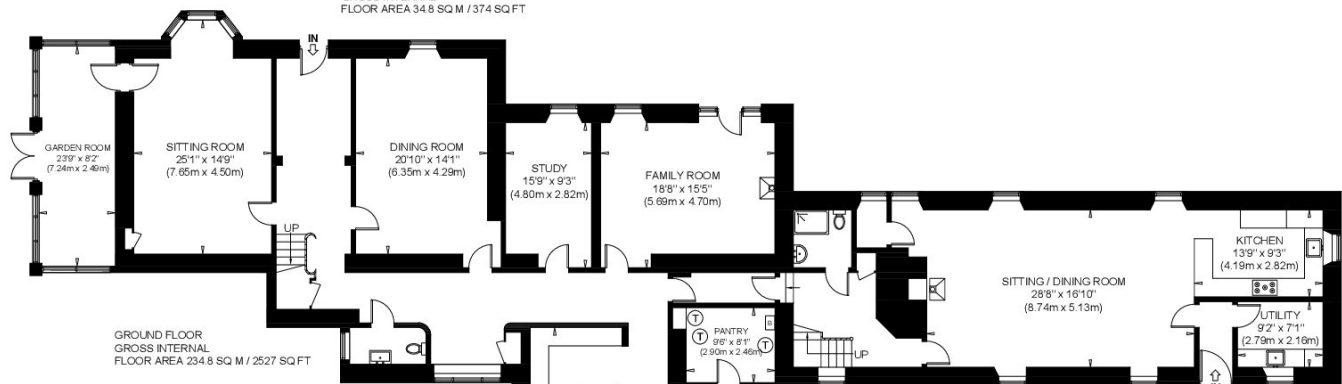 FLOOR AREA 34.8 SQ M / 374 SQ FT
IN
GARDEN ROOM
23'9" x 8'2"
(7.24m x 2.49m)
SITTING ROOM
25'1" x 14'9"
(7.65m x 4.50m)
UP
DINING ROOM
20'10" x 14'1"
(6.35m x 4.29m)
STUDY
15'9" x 9'3"
(4.80m x 2.82m)
FAMILY ROOM
18'8" x 15'5"
(5.69m x 4.70m)
SITTING / DINING ROOM
28'8" x 16'10"
(8.74m x 5.13m)
KITCHEN
13'9" x 9'3"
(4.19m x 2.82m)
UTILITY
9'2" x 7'1"
(2.79m x 2.16m)
PANTRY
9'6" x 8'1"
(2.90m x 2.46m)
T
T
T
B
UP
GROUND FLOOR
GROSS INTERNAL
FLOOR AREA 234.8 SQ M / 2527 SQ FT